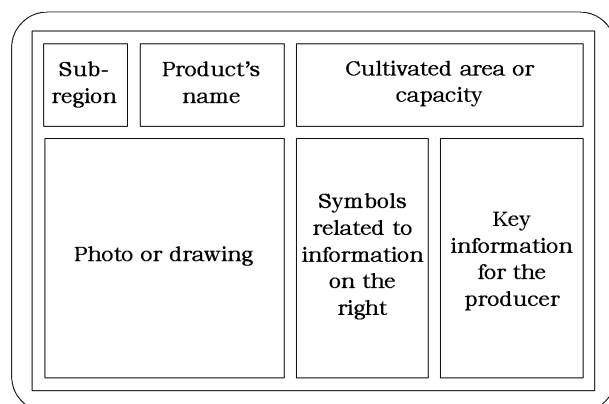 Sub-
region
Product's
name
Cultivated area or
capacity
Photo or drawing
Symbols
related to
information
on the
right
Key
information
for the
producer